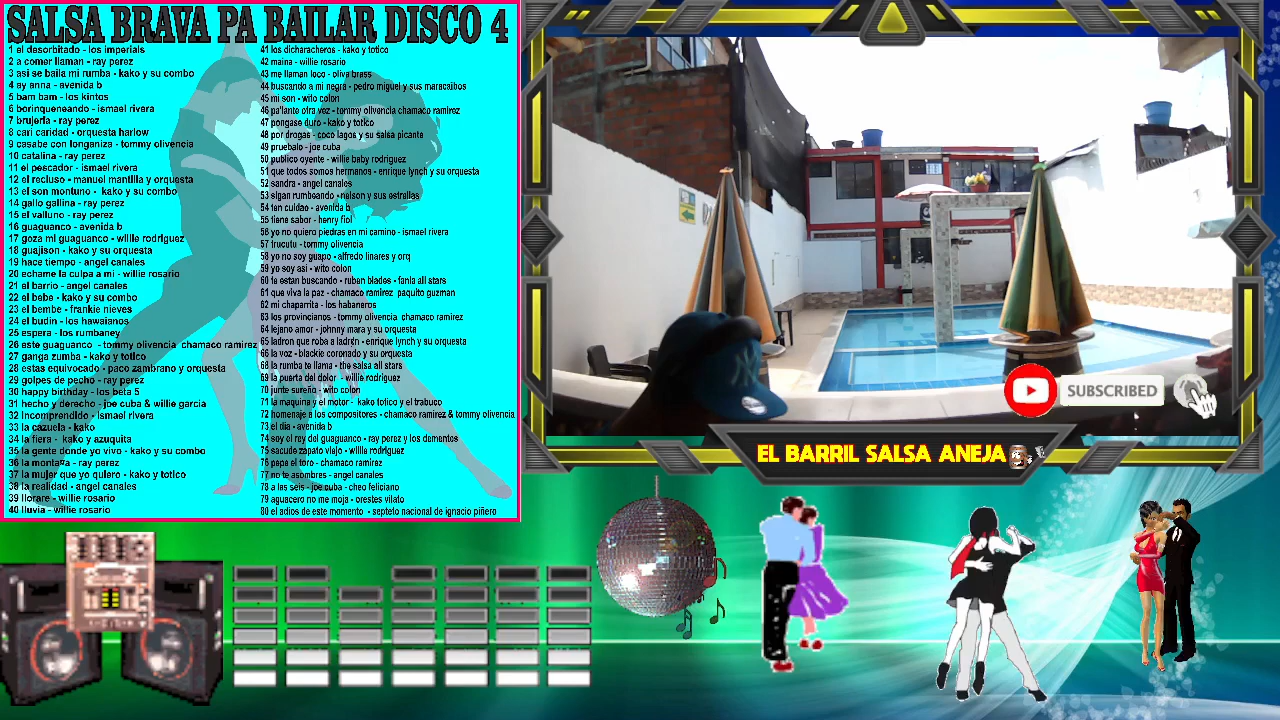 SALSA BRAVA PA BAILAR DISCO 4
1 el desorbitado - los imperials
2 a comer llaman - ray perez
3 asi se baila mi rumba - kako y su combo
4 ay anna - avenida b
5 bam bam - los kintos
6 borinqueneando - ismael rivera
7 brujeria - ray perez
8 cari caridad - orquesta harlow
9 casabe con longaniza - tommy olivencia
10 catalina - ray perez
11 el pescador - ismael rivera
12 el recluso - manuel mantilla y orquesta
13 el son montuno - kako y su combo
14 gallo gallina - ray perez
15 el valluno - ray perez
16 guaguanco - avenida b
17 goza mi guaguanco - willie rodriguez
18 guajison - kako y su orquesta
19 hace tiempo - angel canales
20 echame la culpa a mi - willie rosario
21 el barrio - angel canales
22 el bebe - kako y su combo
23 el bembe - frankie nieves
24 el budin - los hawaianos
25 espera - los rumbaney
26 este guaguanco - tommy olivencia chamaco ramirez
27 ganga zumba - kako y totico
28 estas equivocado - paco zambrano y orquesta
29 golpes de pecho - ray perez
30 happy birthday - los beta 5
31 hecho y derecho - joe cuba & willie garcia
32 incomprendido - ismael rivera
33 la cazuela - kako
34 la fiera - kako y azuquita
35 la gente donde yo vivo - kako y su combo
36 la montaña - ray perez
37 la mujer que yo quiero - kako y totico
38 la realidad - angel canales
39 llorare - willie rosario
40 lluvia - willie rosario
41 los dicharacheros - kako y totico
42 maina - willie rosario
43 me llaman loco - oliva brass
44 buscando a mi negra - pedro miguel y sus maracaibos
45 mi son - wito colon
46 pa'lante otra vez - tommy olivencia chamaco ramirez
47 pongase duro - kako y totico
48 por drogas - coco lagos y su salsa picante
49 pruebalo - joe cuba
50 publico oyente - willie baby rodriguez
51 que todos somos hermanos - enrique lynch y su orquesta
52 sandra - angel canales
53 sigan rumbeando - nelson y sus estrellas
54 ten cuidao - avenida b
55 tiene sabor - henry fiol
56 yo no quiero piedras en mi camino - ismael rivera
57 trucutu - tommy olivencia
58 yo no soy guapo - alfredo linares y orq
59 yo soy asi - wito colon
60 te estan buscando - ruben blades - fania all stars
61 que viva la paz - chamaco ramirez paquito guzman
62 mi chapanita - los habaneros
63 los provincianos - tommy olivencia chamaco ramirez
64 lejano amor - johnny mara y su orquesta
65 ladron que robo a ladron - enrique lynch y su orquesta
66 la voz - blackie coronado y su orquesta
68 la rumba te llama - the salsa all stars
69 la puerta del dolor - willie rodriguez
70 junte sureño - wito colon
71 la maquina y el motor - kako totico y el trabuco
72 homenaje a los compositores - chamaco ramirez & tommy olivencia
73 el dia - avenida b
74 soy el rey del guaguanco - ray perez y los dementes
75 sacude zapato viejo - willie rodriguez
76 pepe el toro - chamaco ramirez
77 no te asombres - angel canales
78 a las seis - joe cuba - cheo feliciano
79 aguacero no me moja - orestes vilato
80 el adios de este momento - septeto nacional de ignacio piñero
SUBSCRIBED
EL BARRIL SALSA ANEJA